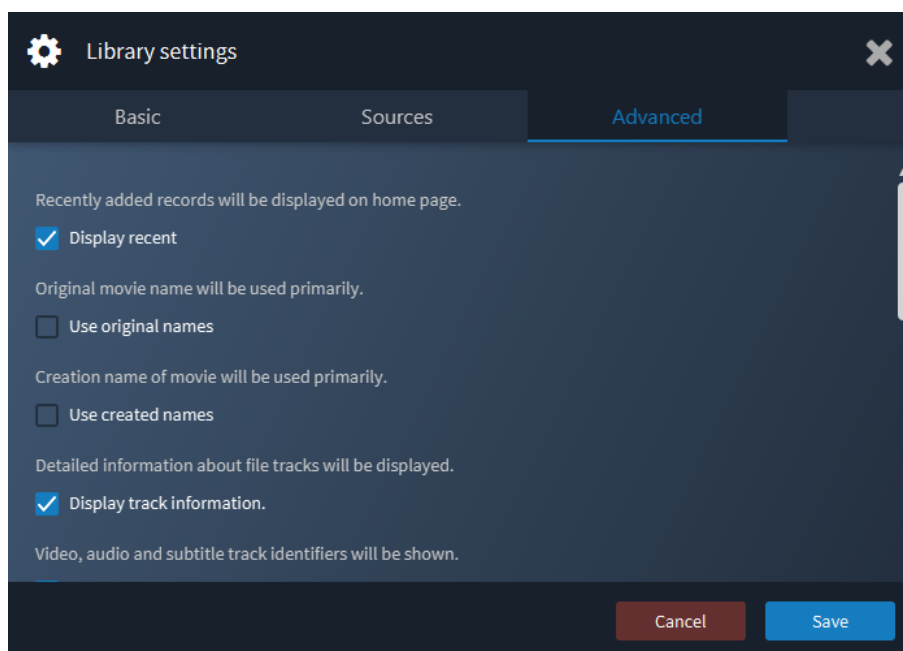 Library settings
Basic
Sources
Advanced
Recently added records will be displayed on home page.
Display recent
Original movie name will be used primarily.
Use original names
Creation name of movie will be used primarily.
Use created names
Detailed information about file tracks will be displayed.
Display track information.
Video, audio and subtitle track identifiers will be shown.
Cancel
Save